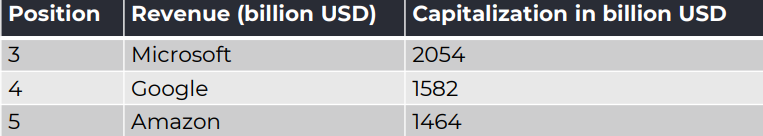 Position Revenue (billion USD) Capitalization in billion USD
3 Microsoft 2054
4 Google 1582
5 Amazon 1464